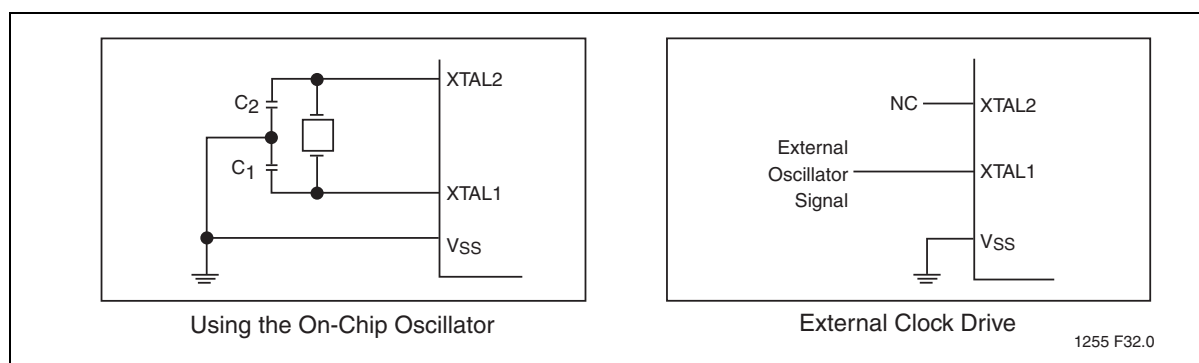 XTAL2
C2
C1
XTAL1
VSS
Using the On-Chip Oscillator
NC
XTAL2
External
Oscillator
Signal
XTAL1
VSS
External Clock Drive
1255 F32.0